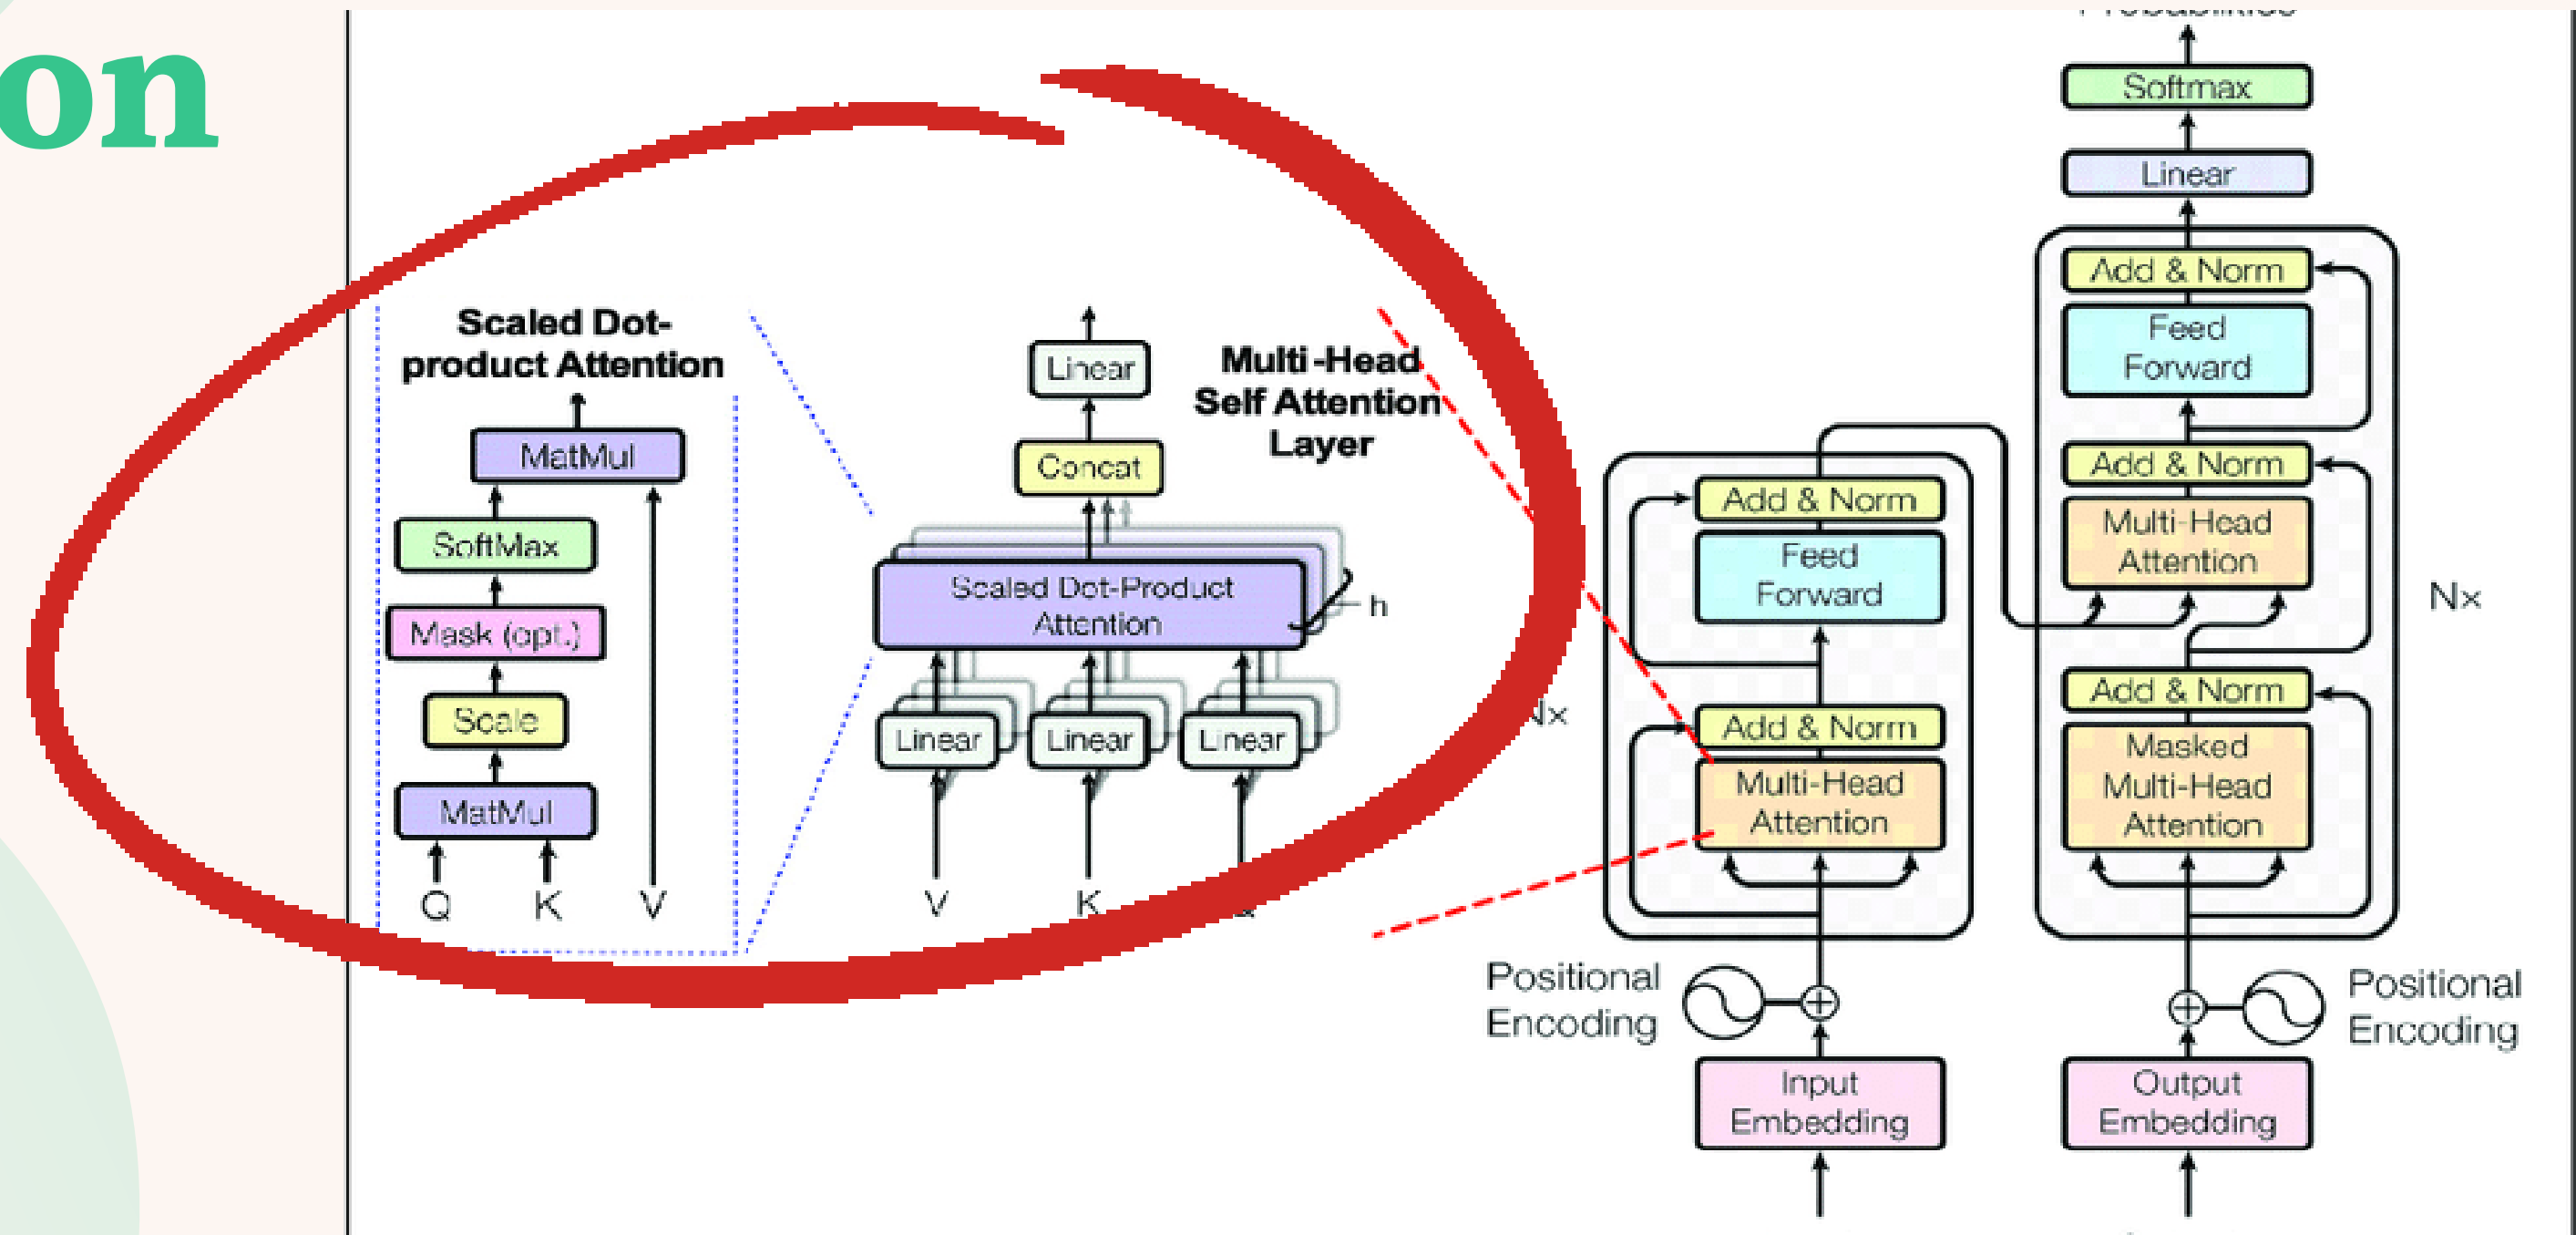 on
Scaled Dot-
product Attention
MatMul
SoftMax
Mask (opt.)
Scale
MatMul
Q K V
Linear
Multi-Head
Self Attention
Layer
Concat
Scaled Dot-Product
Attention
h
Linear Linear Linear
V K
Nx
Add & Norm
Feed
Forward
Add & Norm
Multi-Head
Attention
Positional
Encoding
Input
Embedding
Softmax
Linear
Add & Norm
Feed
Forward
Add & Norm
Multi-Head
Attention
Nx
Add & Norm
Masked
Multi-Head
Attention
Positional
Encoding
Output
Embedding